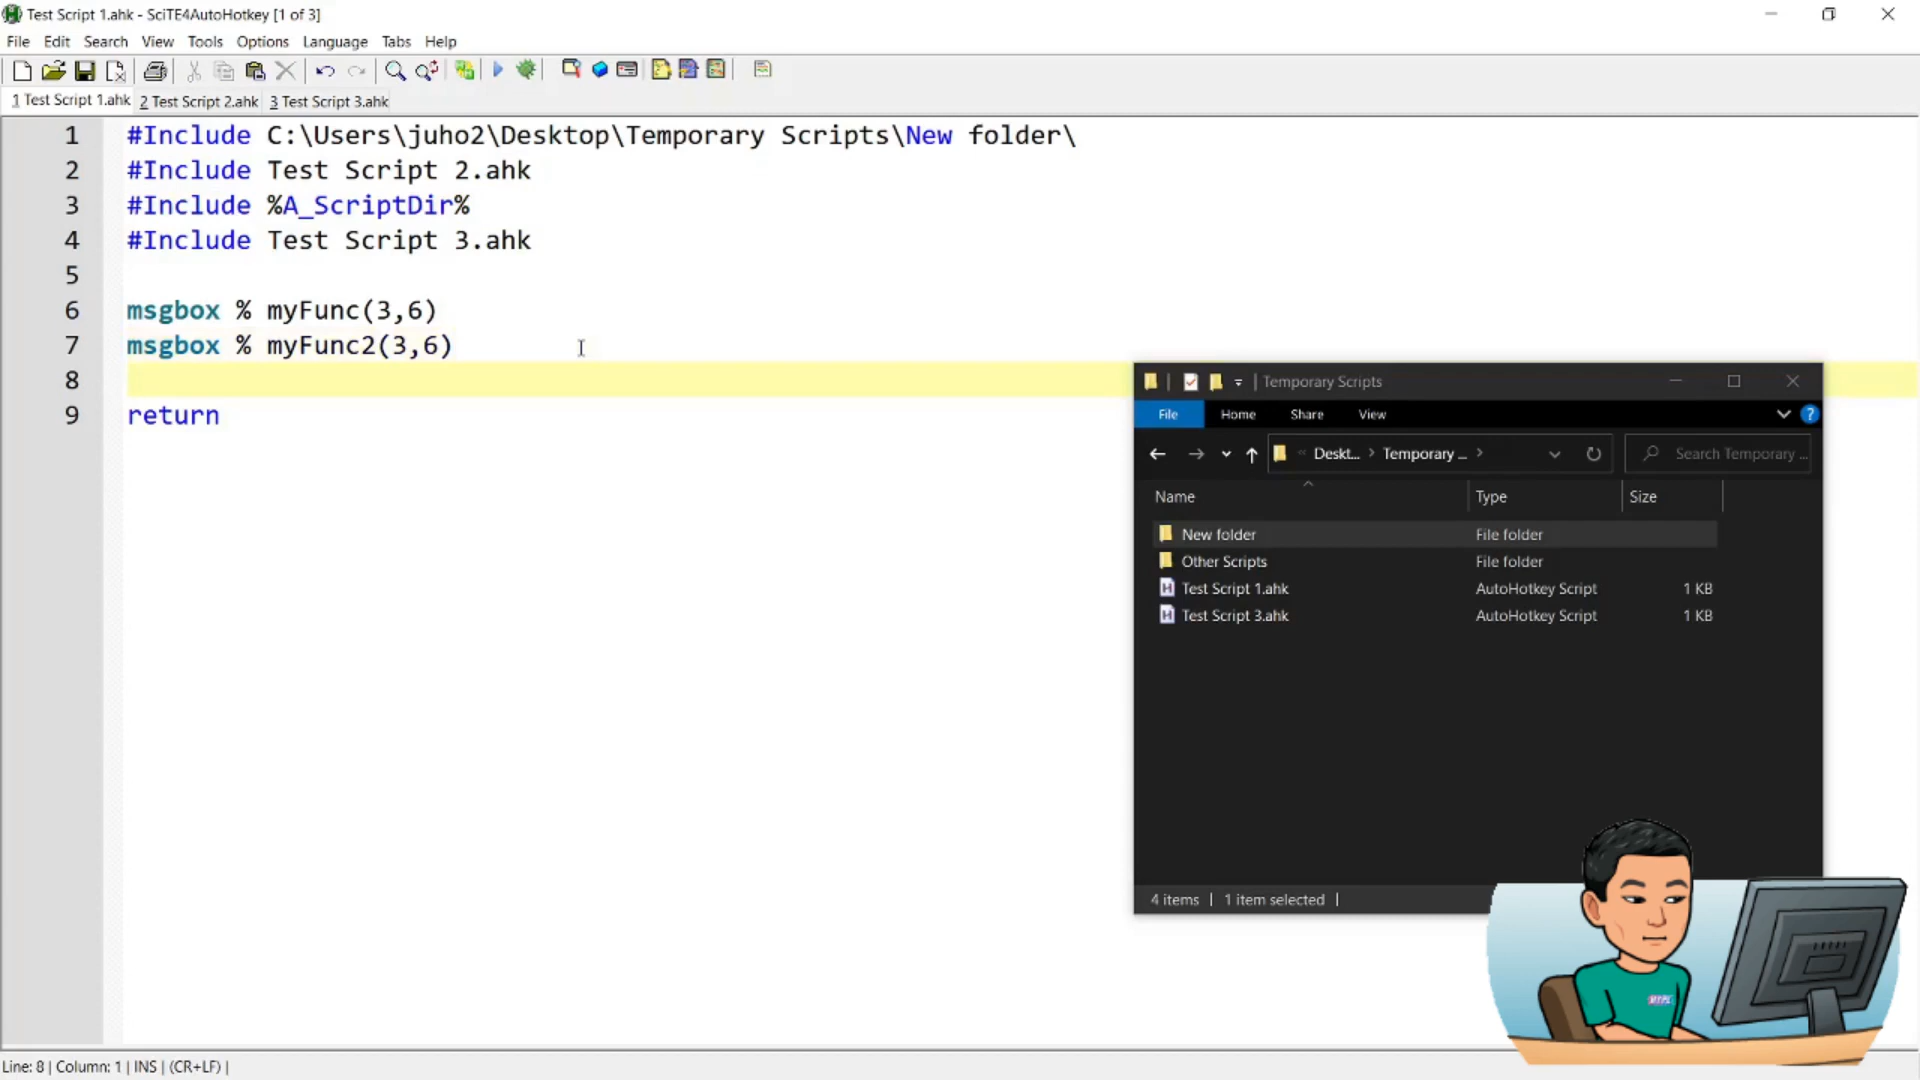 Test Script 1.ahk - SciTE4AutoHotkey [1 of 3]
File Edit Search View Tools Options Language Tabs Help
1 Test Script 1.ahk 2 Test Script 2.ahk 3 Test Script 3.ahk
1 #Include C:\Users\juho2\Desktop\Temporary Scripts\New folder\
2 #Include Test Script 2.ahk
3 #Include %A_ScriptDir%
4 #Include Test Script 3.ahk
5
6 msgbox % myFunc(3,6)
7 msgbox % myFunc2(3,6)
8
9 return
Temporary Scripts
File Home Share View
« Deskt... > Temporary ... > Search Temporary ...
Name Type Size
New folder File folder
Other Scripts File folder
Test Script 1.ahk AutoHotkey Script 1 KB
Test Script 3.ahk AutoHotkey Script 1 KB
4 items | 1 item selected |
Line: 8 | Column: 1 | INS | (CR+LF) |